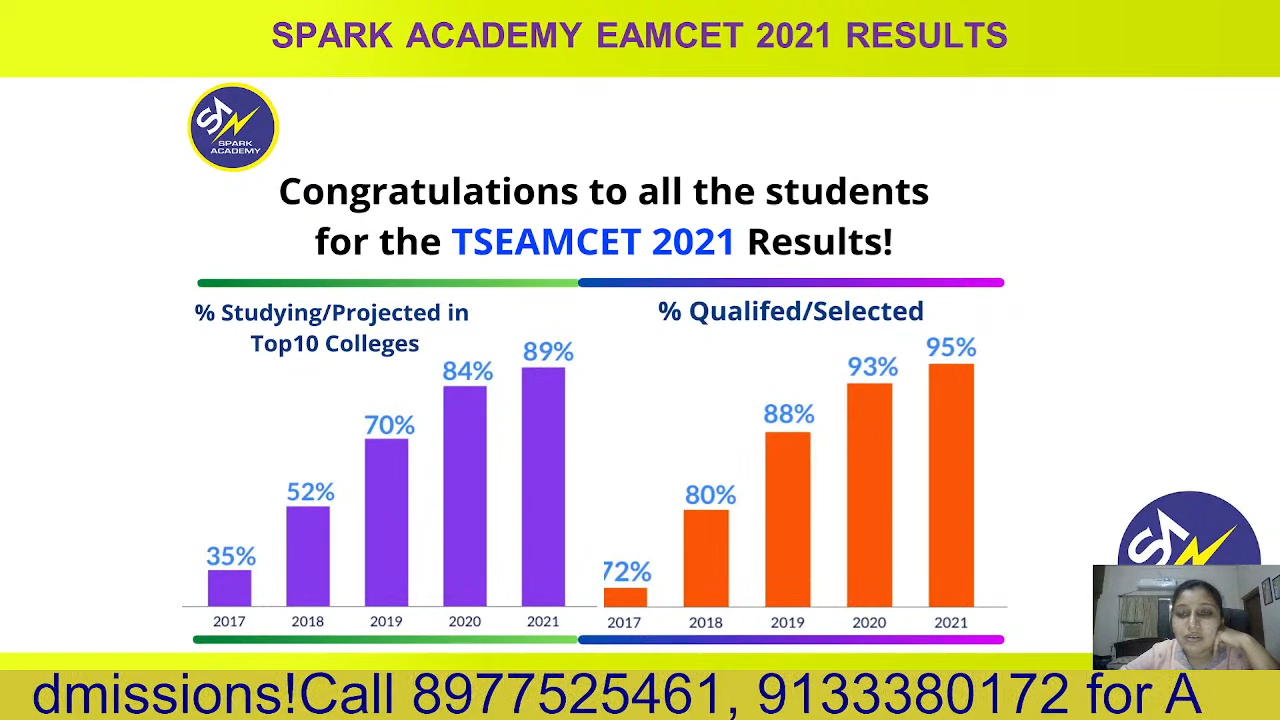 SPARK ACADEMY EAMCET 2021 RESULTS
SA
SPARK
ACADEMY
Congratulations to all the students
for the TSEAMCET 2021 Results!
% Studying/Projected in
Top10 Colleges
35%
52%
70%
84%
89%
2017
2018
2019
2020
2021
% Qualifed/Selected
72%
80%
88%
93%
95%
2017
2018
2019
2020
2021
SA
dmissions!Call 8977525461, 9133380172 for A